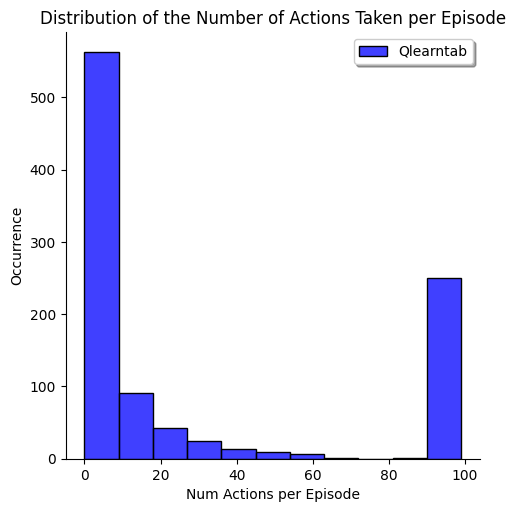 Distribution of the Number of Actions Taken per Episode
Qlearntab
500
400
300
200
100
0
Occurrence
0 20 40 60 80 100
Num Actions per Episode